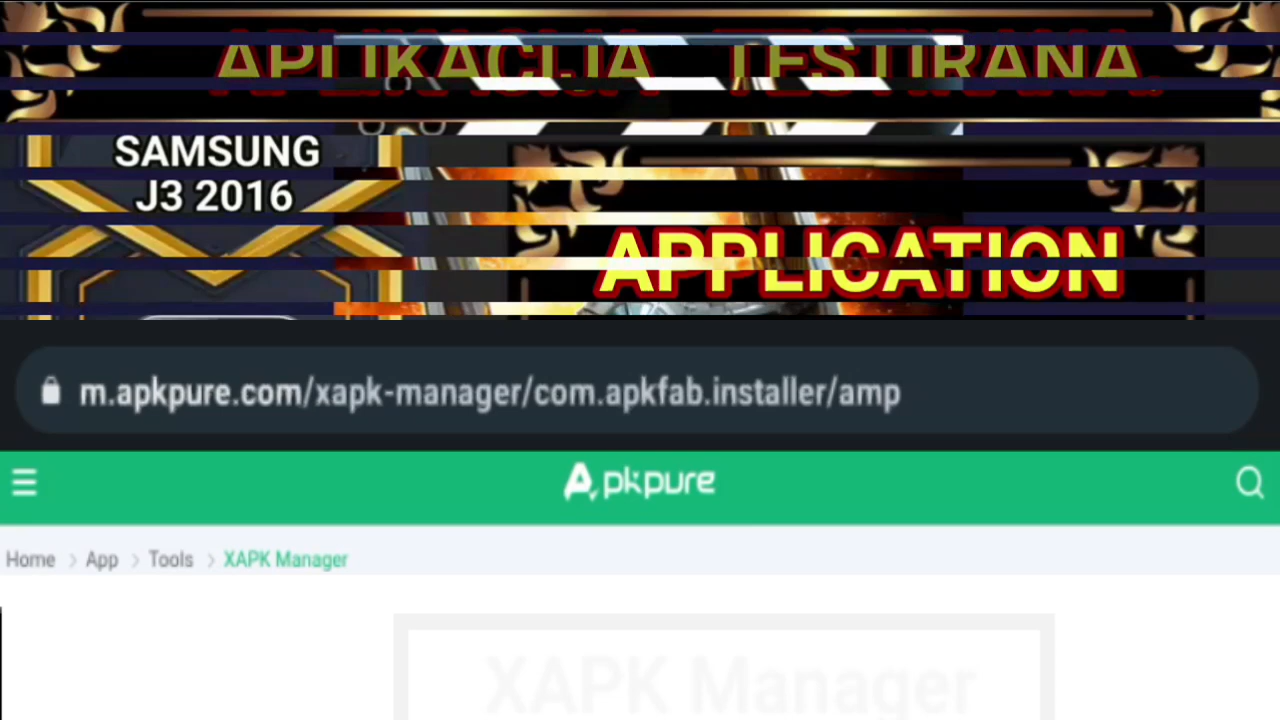 APLIKACIJA TESTIRANA.
SAMSUNG
J3 2016
APPLICATION
m.apkpure.com/xapk-manager/com.apkfab.installer/amp
Apkpure
Home > App > Tools > XAPK Manager
XAPK Manager